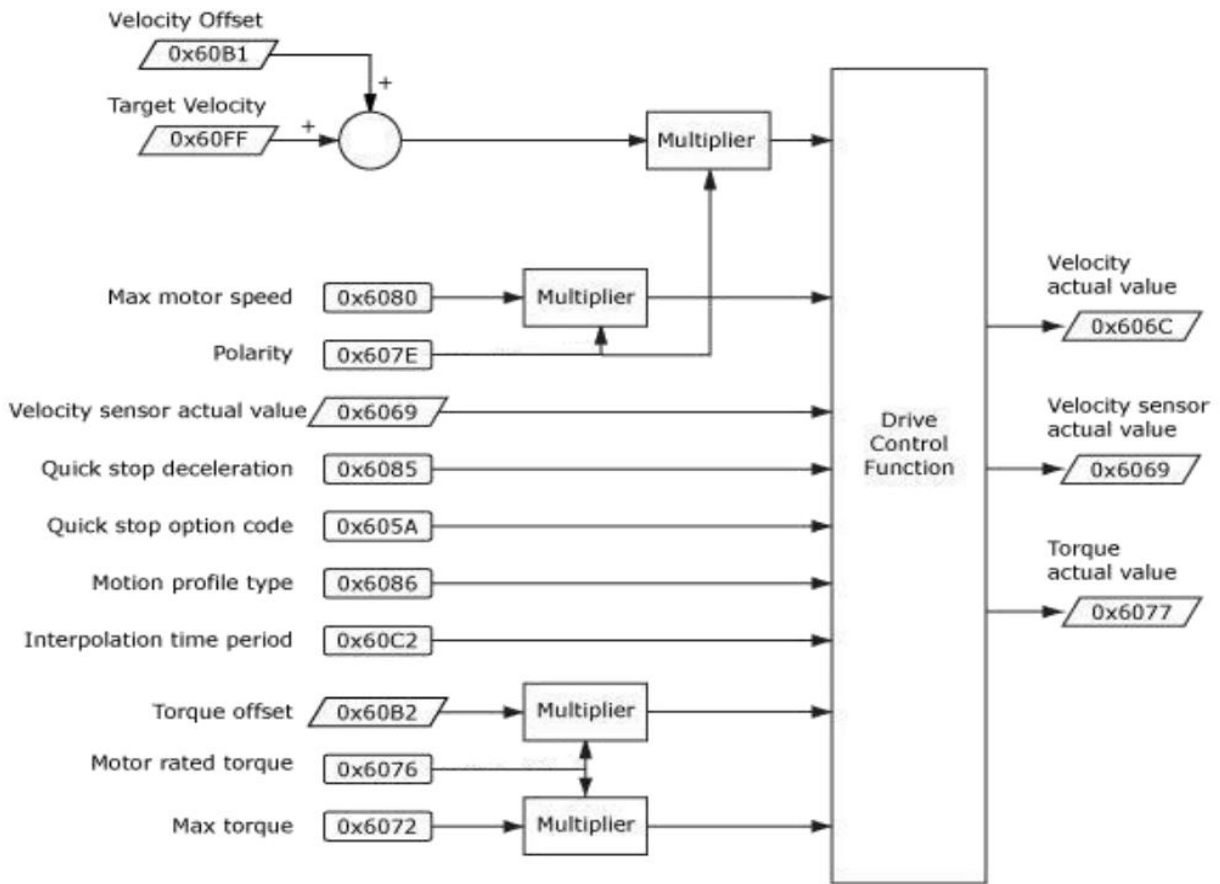 Velocity Offset
0x60B1
+
Target Velocity
0x60FF
+
Multiplier
Max motor speed
0x6080
Multiplier
Polarity
0x607E
Velocity sensor actual value
0x6069
Quick stop deceleration
0x6085
Quick stop option code
0x605A
Motion profile type
0x6086
Interpolation time period
0x60C2
Torque offset
0x60B2
Multiplier
Motor rated torque
0x6076
Max torque
0x6072
Multiplier
Drive
Control
Function
Velocity
actual value
0x606C
Velocity sensor
actual value
0x6069
Torque
actual value
0x6077